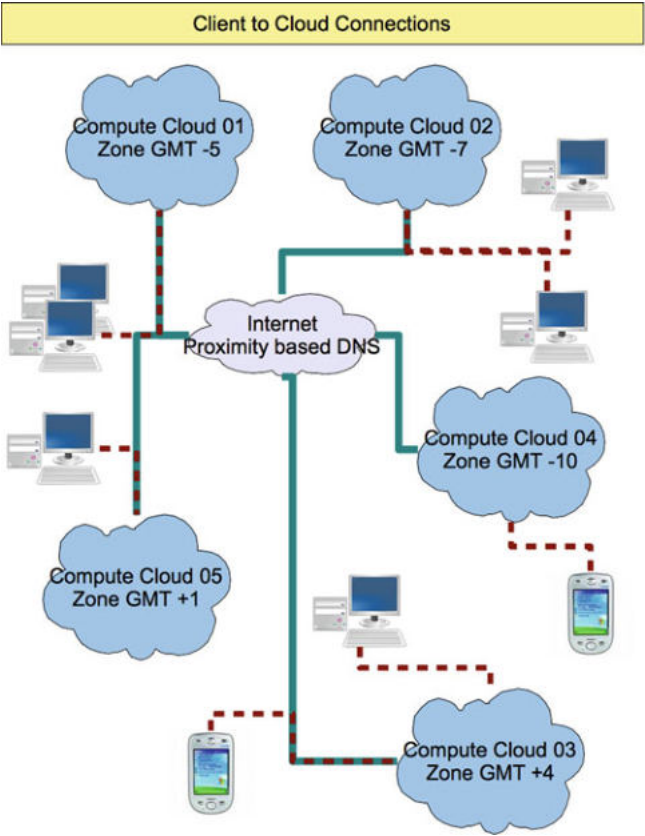 Client to Cloud Connections
Compute Cloud 01
Zone GMT -5
Compute Cloud 02
Zone GMT -7
Internet
Proximity based DNS
Compute Cloud 04
Zone GMT -10
Compute Cloud 05
Zone GMT +1
Compute Cloud 03
Zone GMT +4